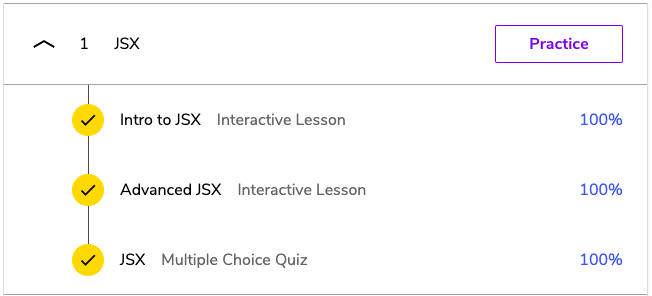 1 JSX Practice
Intro to JSX Interactive Lesson 100%
Advanced JSX Interactive Lesson 100%
JSX Multiple Choice Quiz 100%